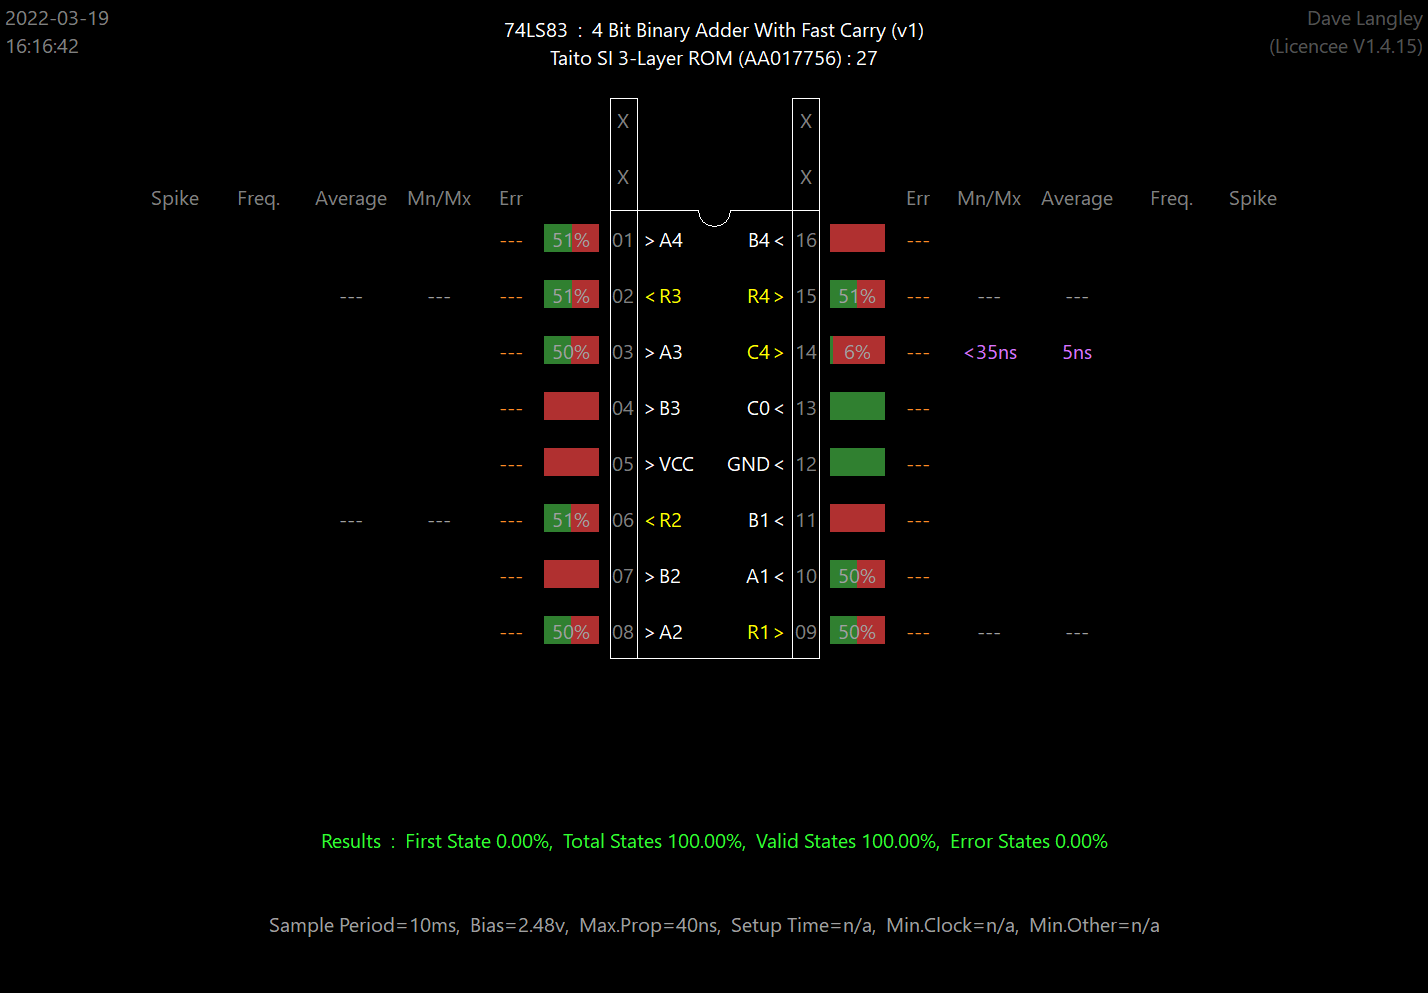 2022-03-19
16:16:42
74LS83 : 4 Bit Binary Adder With Fast Carry (v1)
Taito SI 3-Layer ROM (AA017756) : 27
Dave Langley
(Licencee V1.4.15)
X X
X X
Spike Freq. Average Mn/Mx Err Err Mn/Mx Average Freq. Spike
--- 51% 01 > A4 B4 < 16 ---
--- --- --- 51% 02 < R3 R4 > 15 51% --- --- ---
--- 50% 03 > A3 C4 > 14 6% --- <35ns 5ns
--- 04 > B3 C0 < 13 ---
--- 05 > VCC GND < 12 ---
--- --- --- 51% 06 < R2 B1 < 11 ---
--- 07 > B2 A1 < 10 50% ---
--- 50% 08 > A2 R1 > 09 50% --- --- ---
Results : First State 0.00%, Total States 100.00%, Valid States 100.00%, Error States 0.00%
Sample Period=10ms, Bias=2.48v, Max.Prop=40ns, Setup Time=n/a, Min.Clock=n/a, Min.Other=n/a